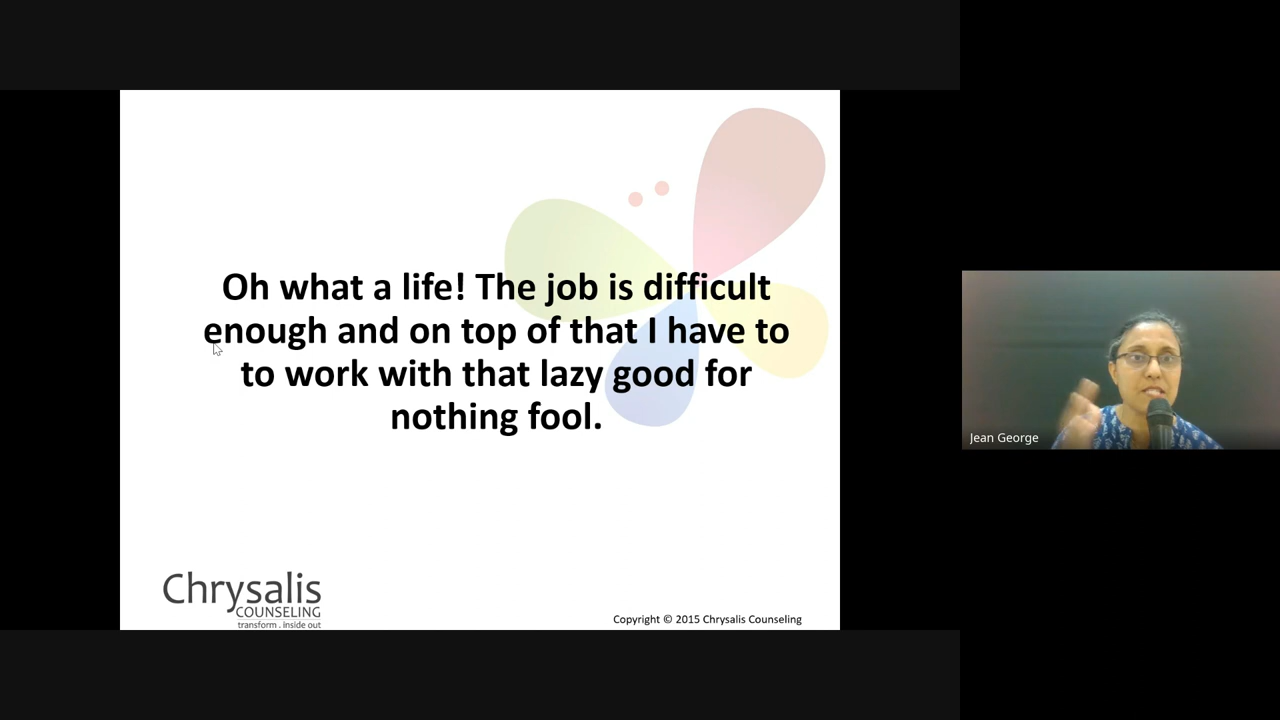 Oh what a life! The job is difficult
enough and on top of that I have to
to work with that lazy good for
nothing fool.
Chrysalis
COUNSELING
transform . inside out
Copyright © 2015 Chrysalis Counseling
Jean George